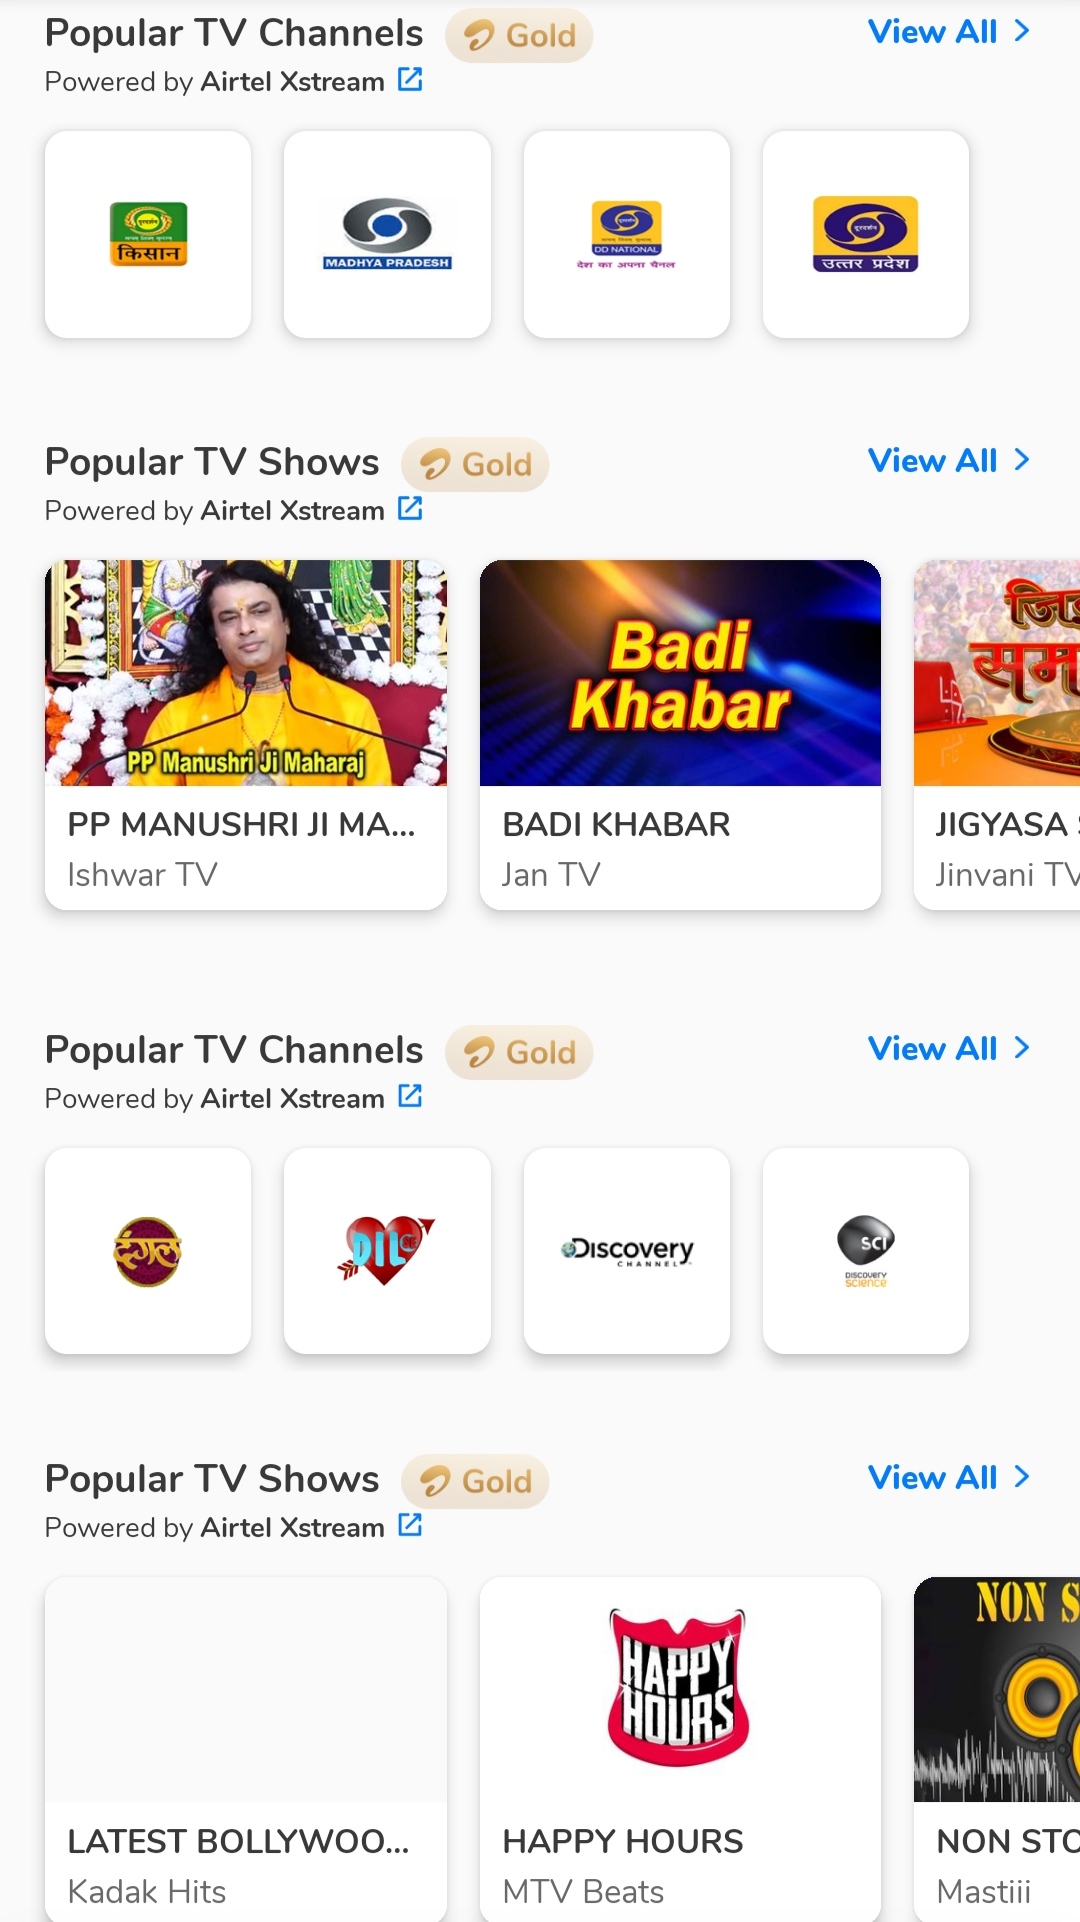 Popular TV Channels Gold View All
Powered by Airtel Xstream
किसान
MADHYA PRADESH
DD NATIONAL
देश का अपना चैनल
उत्तर प्रदेश
Popular TV Shows Gold View All
Powered by Airtel Xstream
PP Manushri Ji Maharaj
Badi
Khabar
PP MANUSHRI JI MA...
Ishwar TV
BADI KHABAR
Jan TV
JIGYASA
Jinvani TV
Popular TV Channels Gold View All
Powered by Airtel Xstream
दंगल
DIL SE
Discovery
CHANNEL
SCI
DISCOVERY
SCIENCE
Popular TV Shows Gold View All
Powered by Airtel Xstream
HAPPY
HOURS
NON S
LATEST BOLLYWOO...
Kadak Hits
HAPPY HOURS
MTV Beats
NON STO
Mastiii